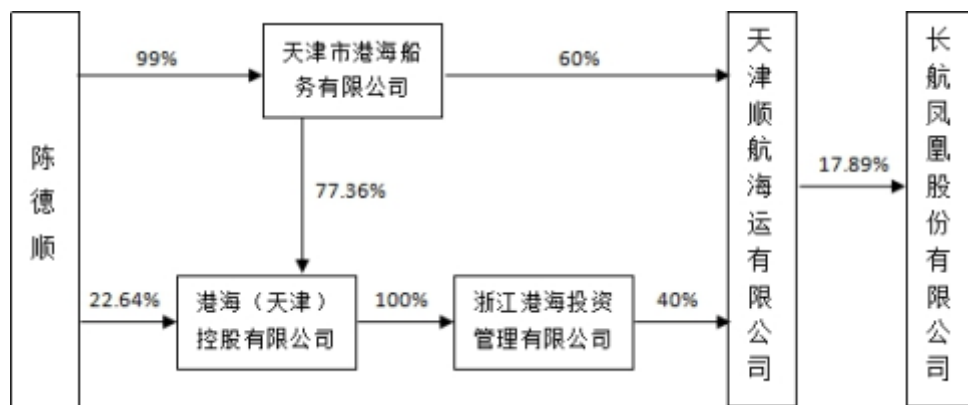 陈德顺
99%
天津市港海船
务有限公司
60%
77.36%
22.64%
港海（天津）
控股有限公司
100%
浙江港海投资
管理有限公司
40%
天津顺航海运有限公司
17.89%
长航凤凰股份有限公司